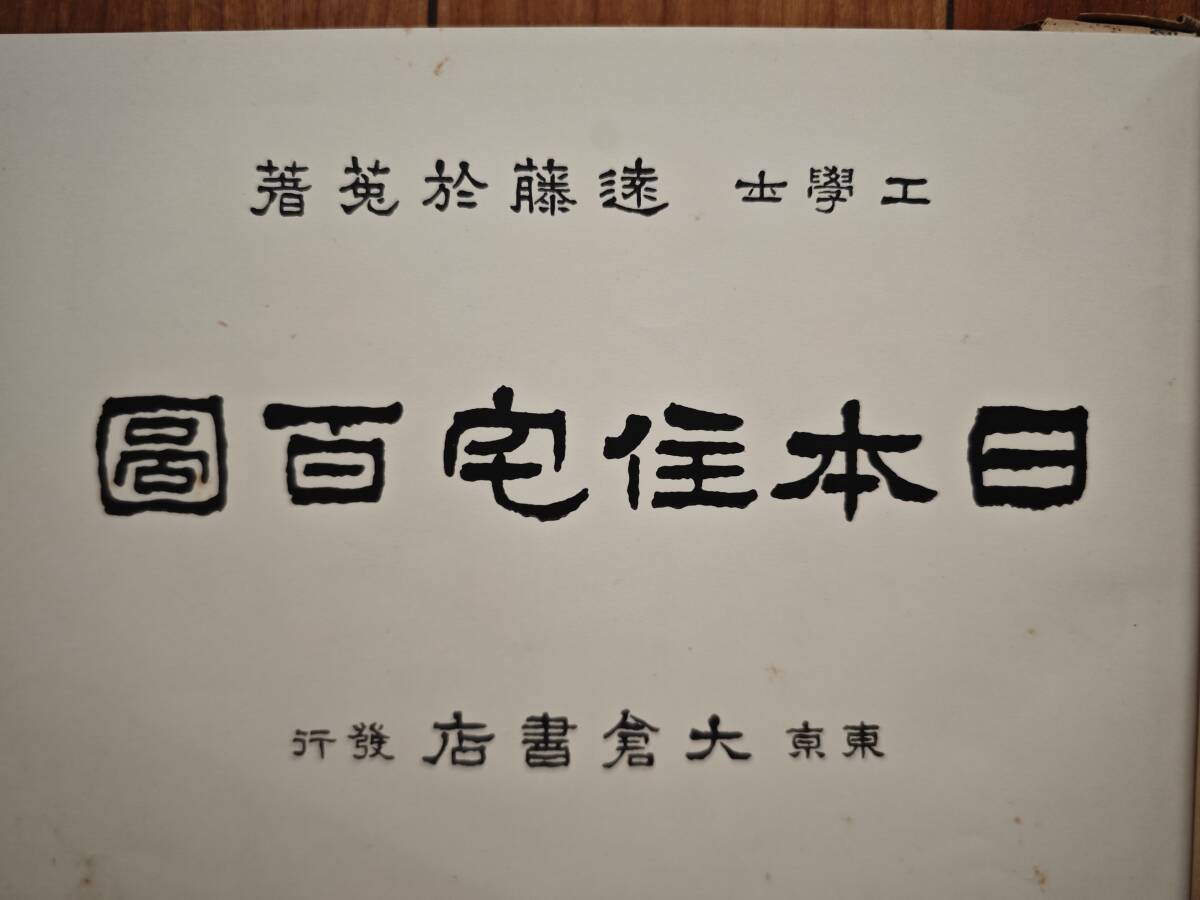 工學士 遠藤於莵著
日本住宅百圖
東京 大倉書店 發行